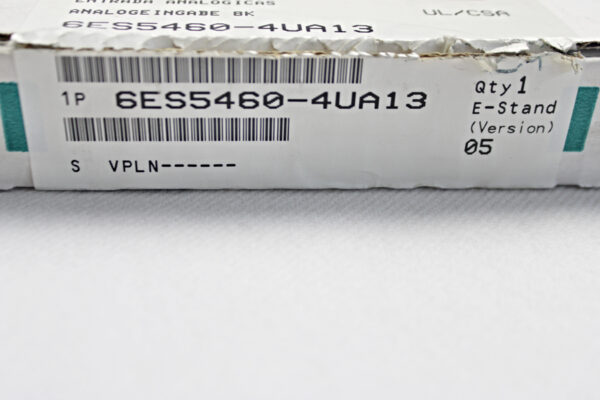 ENTRADA ANALOGICAS
ANALOGEINGABE 8K
UL/CSA
6ES5460-4UA13
1P 6ES5460-4UA13
Qty 1
E-Stand
(Version)
05
S VPLN------